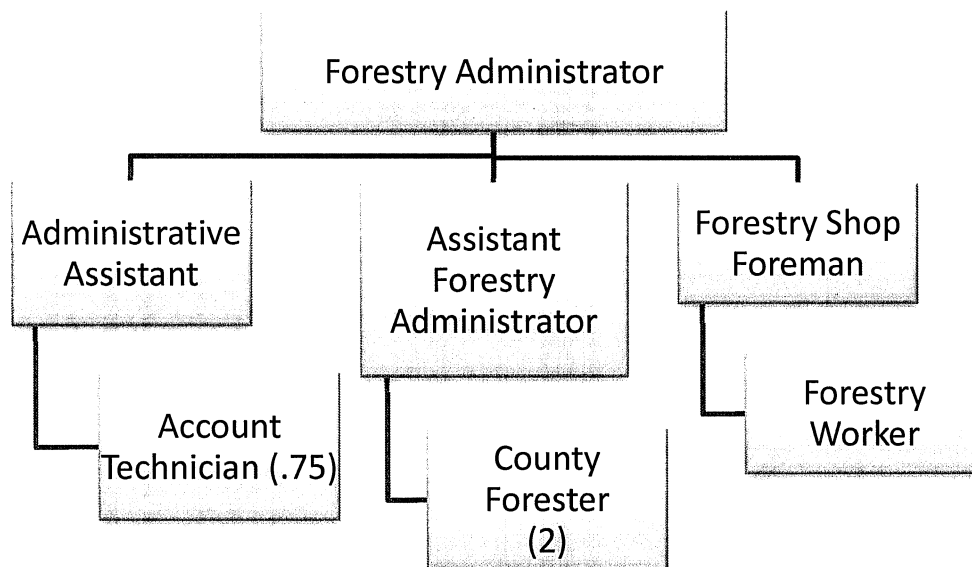 Forestry Administrator
Administrative
Assistant
Assistant
Forestry
Administrator
Forestry Shop
Foreman
Account
Technician (.75)
County
Forester
(2)
Forestry
Worker